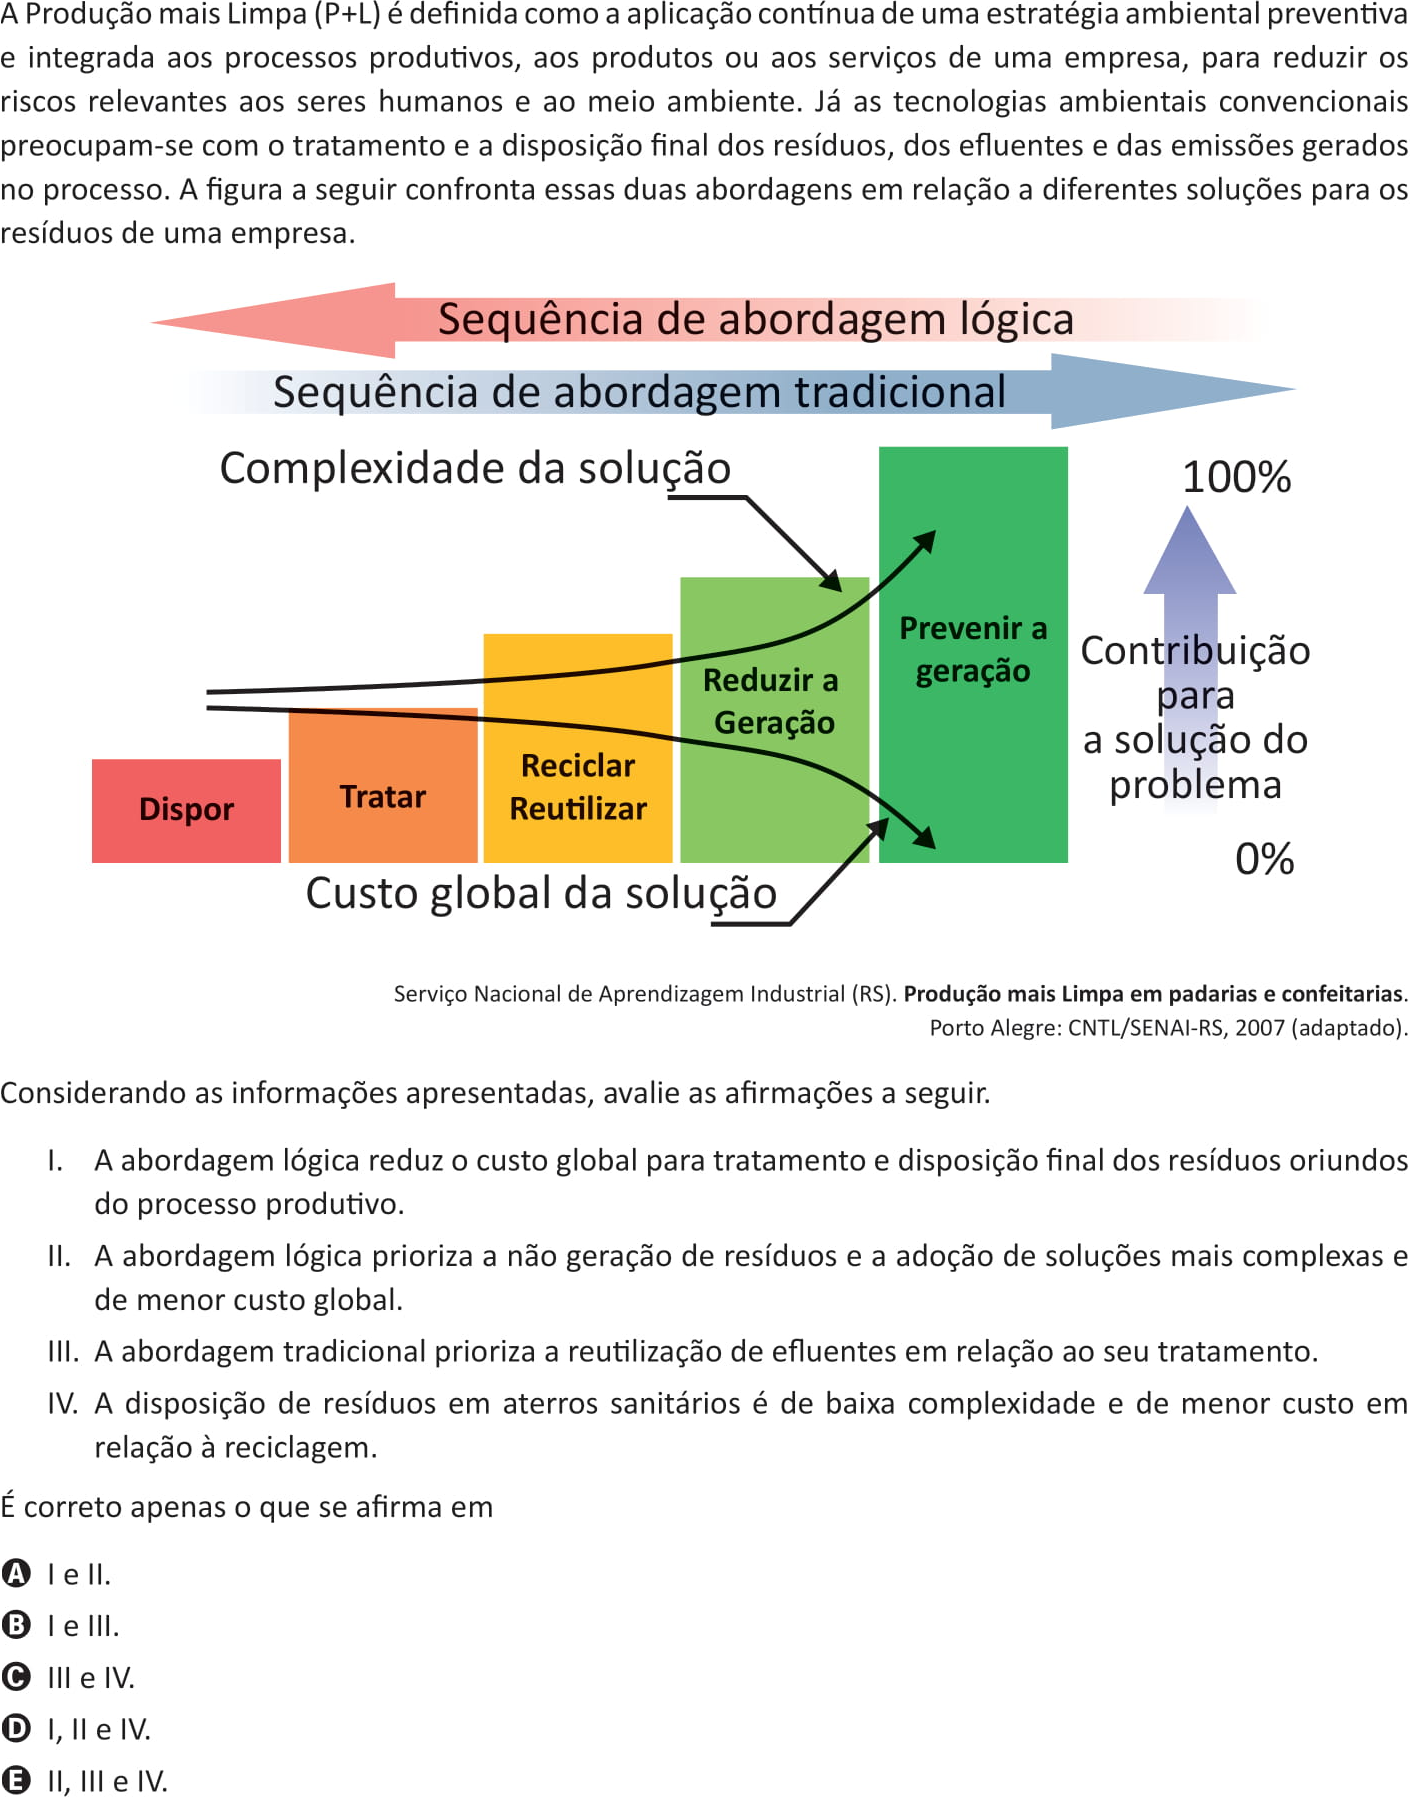 A Produção mais Limpa (P+L) é definida como a aplicação contínua de uma estratégia ambiental preventiva
e integrada aos processos produtivos, aos produtos ou aos serviços de uma empresa, para reduzir os
riscos relevantes aos seres humanos e ao meio ambiente. Já as tecnologias ambientais convencionais
preocupam-se com o tratamento e a disposição final dos resíduos, dos efluentes e das emissões gerados
no processo. A figura a seguir confronta essas duas abordagens em relação a diferentes soluções para os
resíduos de uma empresa.
Sequência de abordagem lógica
Sequência de abordagem tradicional
Complexidade da solução
100%
Prevenir a
geração
Contribuição
para
a solução do
problema
Reduzir a
Geração
Reciclar
Reutilizar
Tratar
Dispor
0%
Custo global da solução
Serviço Nacional de Aprendizagem Industrial (RS). Produção mais Limpa em padarias e confeitarias.
Porto Alegre: CNTL/SENAI-RS, 2007 (adaptado).
Considerando as informações apresentadas, avalie as afirmações a seguir.
I. A abordagem lógica reduz o custo global para tratamento e disposição final dos resíduos oriundos
do processo produtivo.
II. A abordagem lógica prioriza a não geração de resíduos e a adoção de soluções mais complexas e
de menor custo global.
III. A abordagem tradicional prioriza a reutilização de efluentes em relação ao seu tratamento.
IV. A disposição de resíduos em aterros sanitários é de baixa complexidade e de menor custo em
relação à reciclagem.
É correto apenas o que se afirma em
A I e II.
B I e III.
C III e IV.
D I, II e IV.
E II, III e IV.